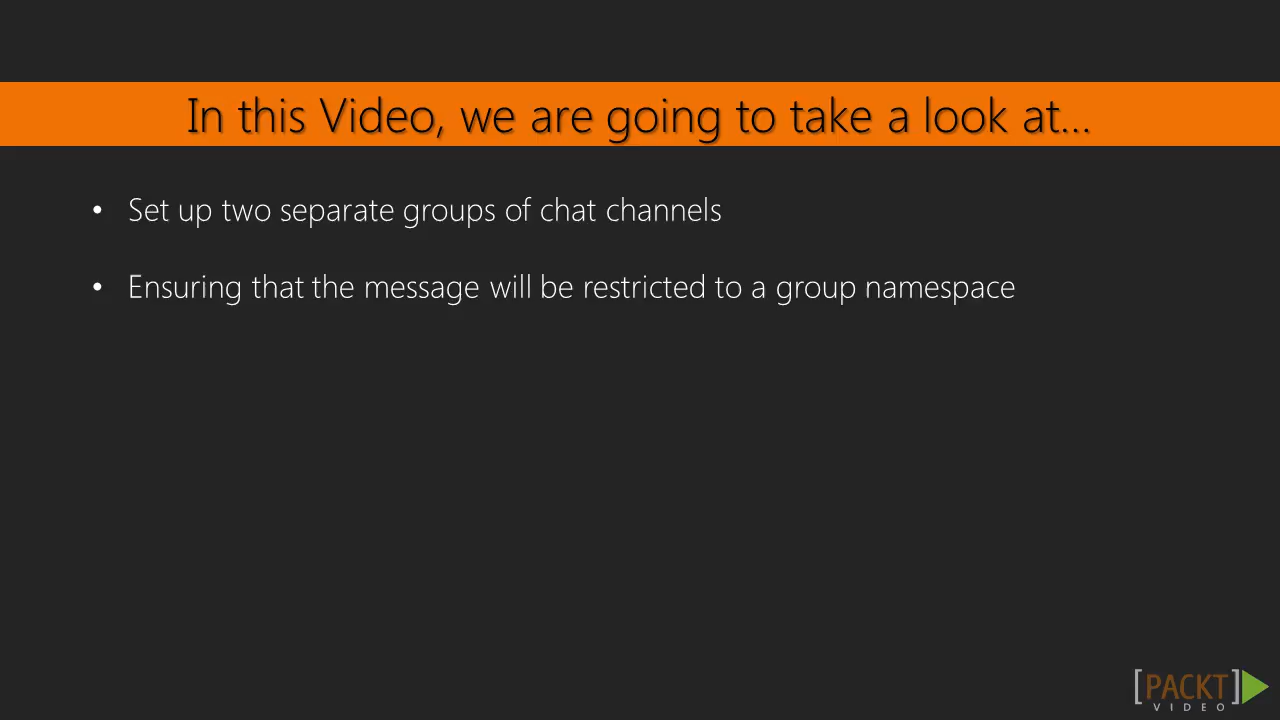 In this Video, we are going to take a look at...
• Set up two separate groups of chat channels
• Ensuring that the message will be restricted to a group namespace
[PACKT]
VIDEO